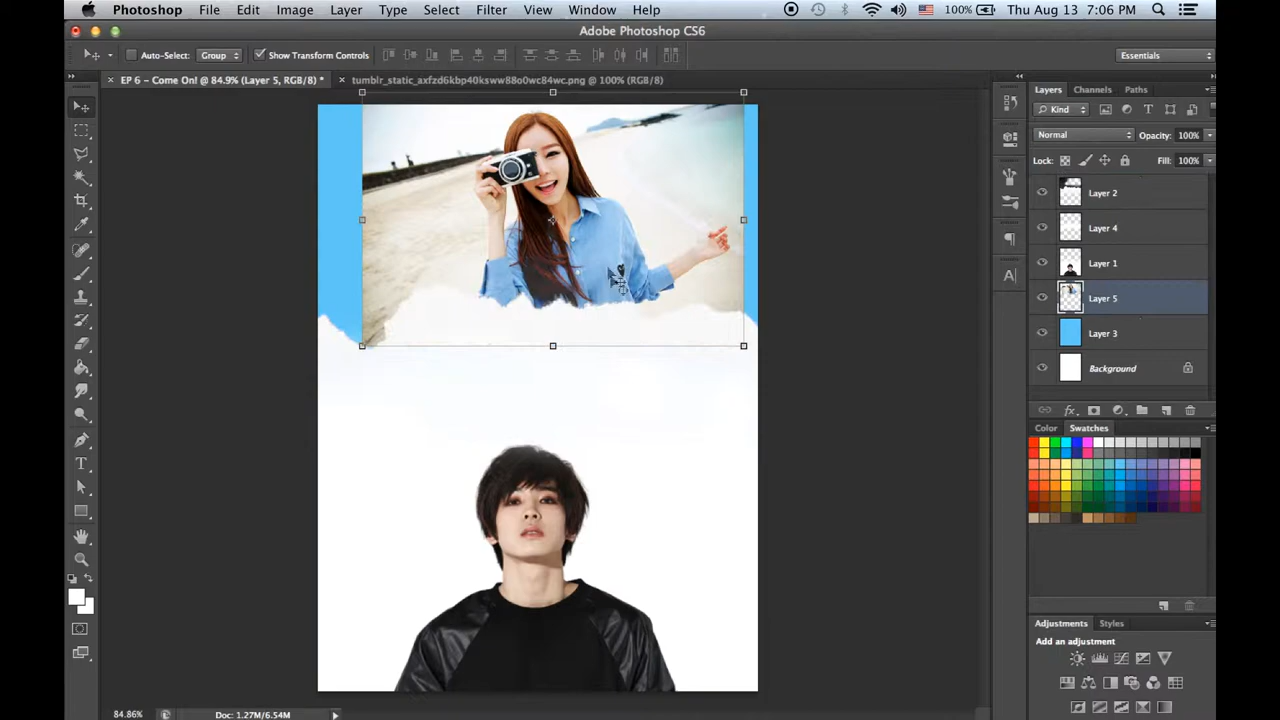 Photoshop File Edit Image Layer Type Select Filter View Window Help 100% Thu Aug 13 7:06 PM
Adobe Photoshop CS6
Auto-Select: Group Show Transform Controls Essentials
EP 6 – Come On! @ 84.9% (Layer 5, RGB/8) * tumblr_static_axfzd6kbp40ksww88o0wc84wc.png @ 100% (RGB/8)
Layers Channels Paths
Kind
Normal Opacity: 100%
Lock: Fill: 100%
Layer 2
Layer 4
Layer 1
Layer 5
Layer 3
Background
Color Swatches
Adjustments Styles
Add an adjustment
84.86% Doc: 1.27M/6.54M